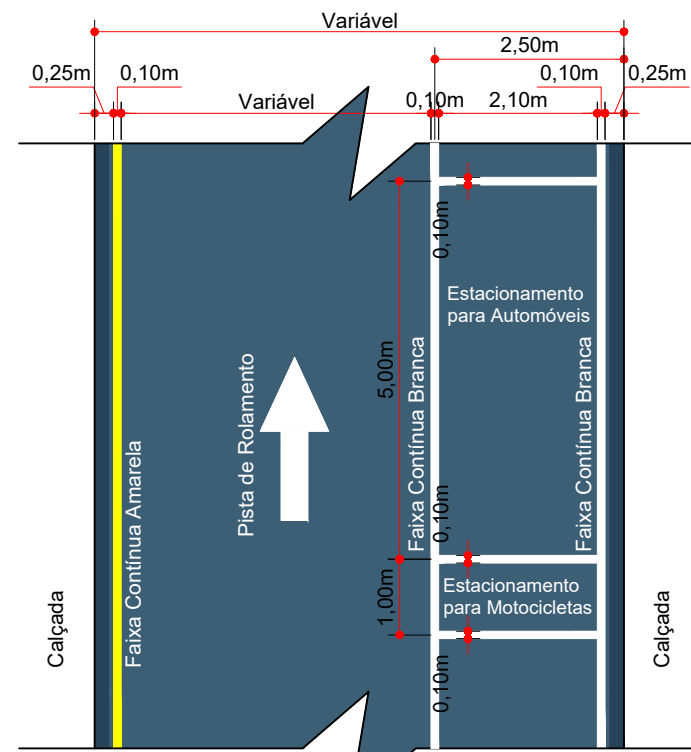 Variável
2,50m
0,25m
0,10m
0,10m
0,25m
Variável
0,10m
2,10m
0,10m
Estacionamento
para Automóveis
5,00m
Pista de Rolamento
Faixa Contínua Branca
Faixa Contínua Branca
Faixa Contínua Amarela
0,10m
Estacionamento
para Motocicletas
1,00m
Calçada
Calçada
0,10m